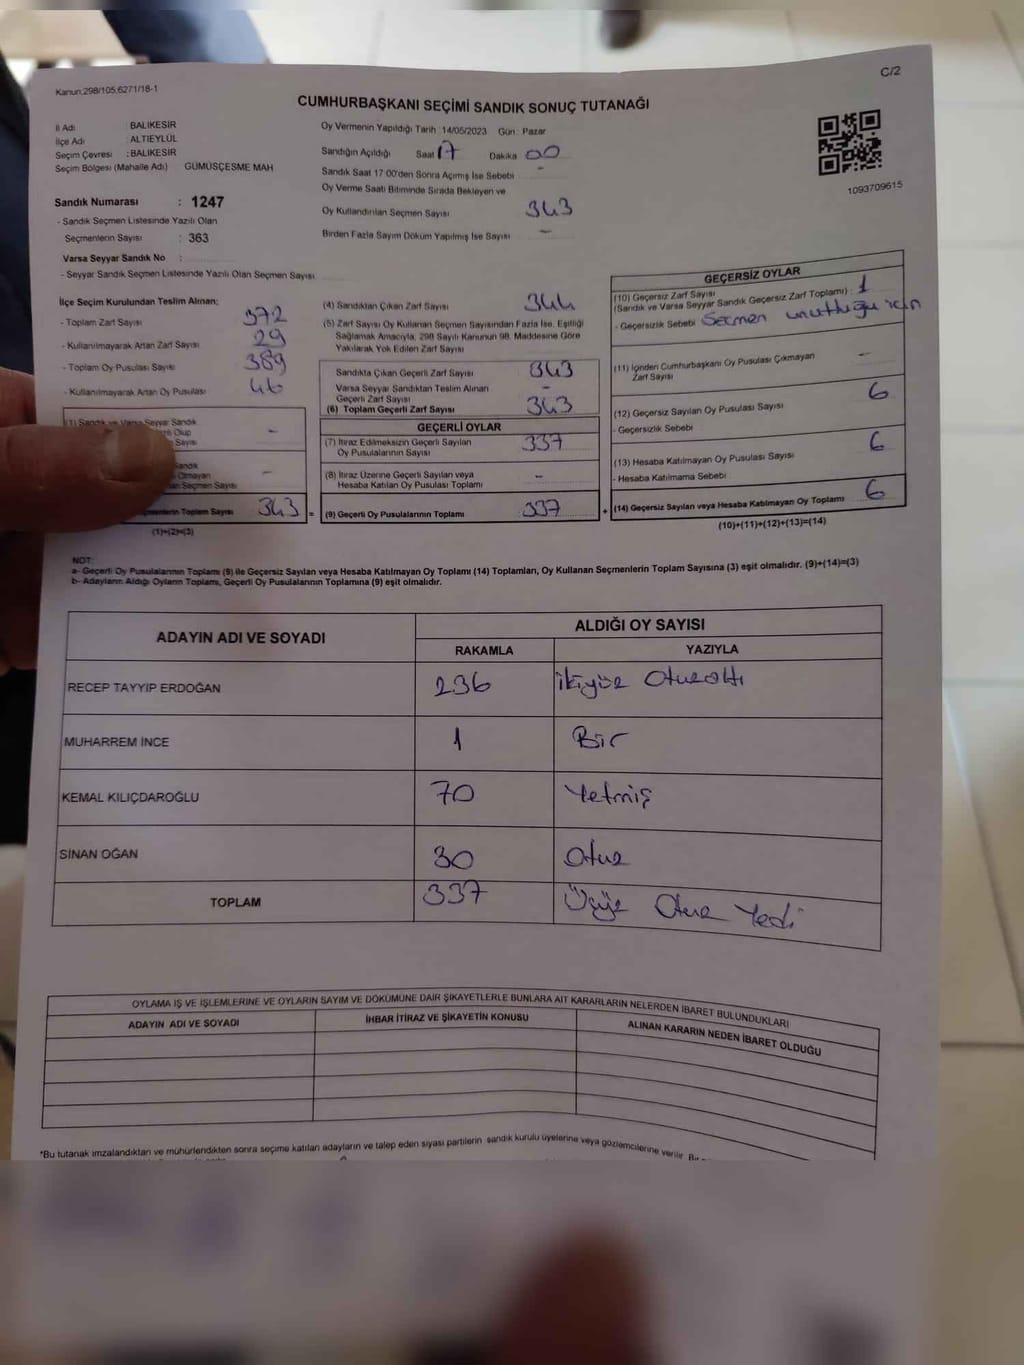 C/2
Kanun:298/105,6271/18-1
CUMHURBAŞKANI SEÇİMİ SANDIK SONUÇ TUTANAĞI
İl Adı : BALIKESİR
İlçe Adı : ALTIEYLÜL
Seçim Çevresi : BALIKESİR
Seçim Bölgesi (Mahalle Adı) GÜMÜŞÇEŞME MAH
Sandık Numarası : 1247
- Sandık Seçmen Listesinde Yazılı Olan
Seçmenlerin Sayısı : 363
Varsa Seyyar Sandık No :
- Seyyar Sandık Seçmen Listesinde Yazılı Olan Seçmen Sayısı
Oy Vermenin Yapıldığı Tarih 14/05/2023 Gün: Pazar
Sandığın Açıldığı Saat 17 Dakika 00
Sandık Saat 17:00'den Sonra Açımış İse Sebebi -
Oy Verme Saati Bitiminde Sırada Bekleyen ve
Oy Kullandırılan Seçmen Sayısı 343
Birden Fazla Sayım Döküm Yapılmış İse Sayısı -
1093709615
İlçe Seçim Kurulundan Teslim Alınan;
- Toplam Zarf Sayısı 372
- Kullanılmayarak Artan Zarf Sayısı 29
- Toplam Oy Pusulası Sayısı 389
- Kullanılmayarak Artan Oy Pusulası 46
(1) Sandık ve Varsa Seyyar Sandık
Olup
Sayısı -
Sandık
Olmayan
Seçmen Sayısı -
Toplam Sayısı 343
(1)+(2)=(3)
(4) Sandıktan Çıkan Zarf Sayısı 344
(5) Zarf Sayısı Oy Kullanan Seçmen Sayısından Fazla İse, Eşitliği
Sağlamak Amacıyla, 298 Sayılı Kanunun 98. Maddesine Göre
Yakılarak Yok Edilen Zarf Sayısı
Sandıkta Çıkan Geçerli Zarf Sayısı 343
Varsa Seyyar Sandıktan Teslim Alınan
Geçerli Zarf Sayısı -
(6) Toplam Geçerli Zarf Sayısı 343
GEÇERLİ OYLAR
(7) İtiraz Edilmeksizin Geçerli Sayılan
Oy Pusulasının Sayısı 337
(8) İtiraz Üzerine Geçerli Sayılan veya
Hesaba Katılan Oy Pusulası Toplamı -
(9) Geçerli Oy Pusulalarının Toplamı 337
GEÇERSİZ OYLAR
(10) Geçersiz Zarf Sayısı
(Sandık ve Varsa Seyyar Sandık Geçersiz Zarf Toplamı) : 1
- Geçersizlik Sebebi Seçmen unuttuğu için
(11) İçinden Cumhurbaşkanı Oy Pusulası Çıkmayan
Zarf Sayısı -
(12) Geçersiz Sayılan Oy Pusulası Sayısı 6
- Geçersizlik Sebebi
(13) Hesaba Katılmayan Oy Pusulası Sayısı 6
- Hesaba Katılmama Sebebi
(14) Geçersiz Sayılan veya Hesaba Katılmayan Oy Toplamı 6
(10)+(11)+(12)+(13)=(14)
NOT:
a- Geçerli Oy Pusulalarının Toplamı (9) ile Geçersiz Sayılan veya Hesaba Katılmayan Oy Toplamı (14) Toplamları, Oy Kullanan Seçmenlerin Toplam Sayısına (3) eşit olmalıdır. (9)+(14)=(3)
b- Adayların Aldığı Oyların Toplamı, Geçerli Oy Pusulalarının Toplamına (9) eşit olmalıdır.
ADAYIN ADI VE SOYADI
ALDIĞI OY SAYISI
RAKAMLA YAZIYLA
RECEP TAYYIP ERDOĞAN 236 ikiyüz Otuzaltı
MUHARREM İNCE 1 Bir
KEMAL KILIÇDAROĞLU 70 Yetmiş
SİNAN OĞAN 30 Otuz
TOPLAM 337 Üçyüz Otuz Yedi
OYLAMA İŞ VE İŞLEMLERİNE VE OYLARIN SAYIM VE DÖKÜMÜNE DAİR ŞİKAYETLERLE BUNLARA AİT KARARLARIN NELERDEN İBARET BULUNDUKLARI
ADAYIN ADI VE SOYADI
İHBAR İTİRAZ VE ŞİKAYETİN KONUSU
ALINAN KARARIN NEDEN İBARET OLDUĞU
*Bu tutanak imzalandıktan ve mühürlendikten sonra seçime katılan adayların ve talep eden siyasi partilerin sandık kurulu üyelerine veya gözlemcilerine verilir.